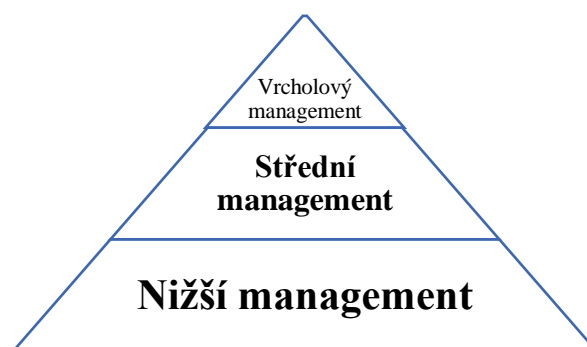 Vrcholový
management
Střední
management
Nižší management